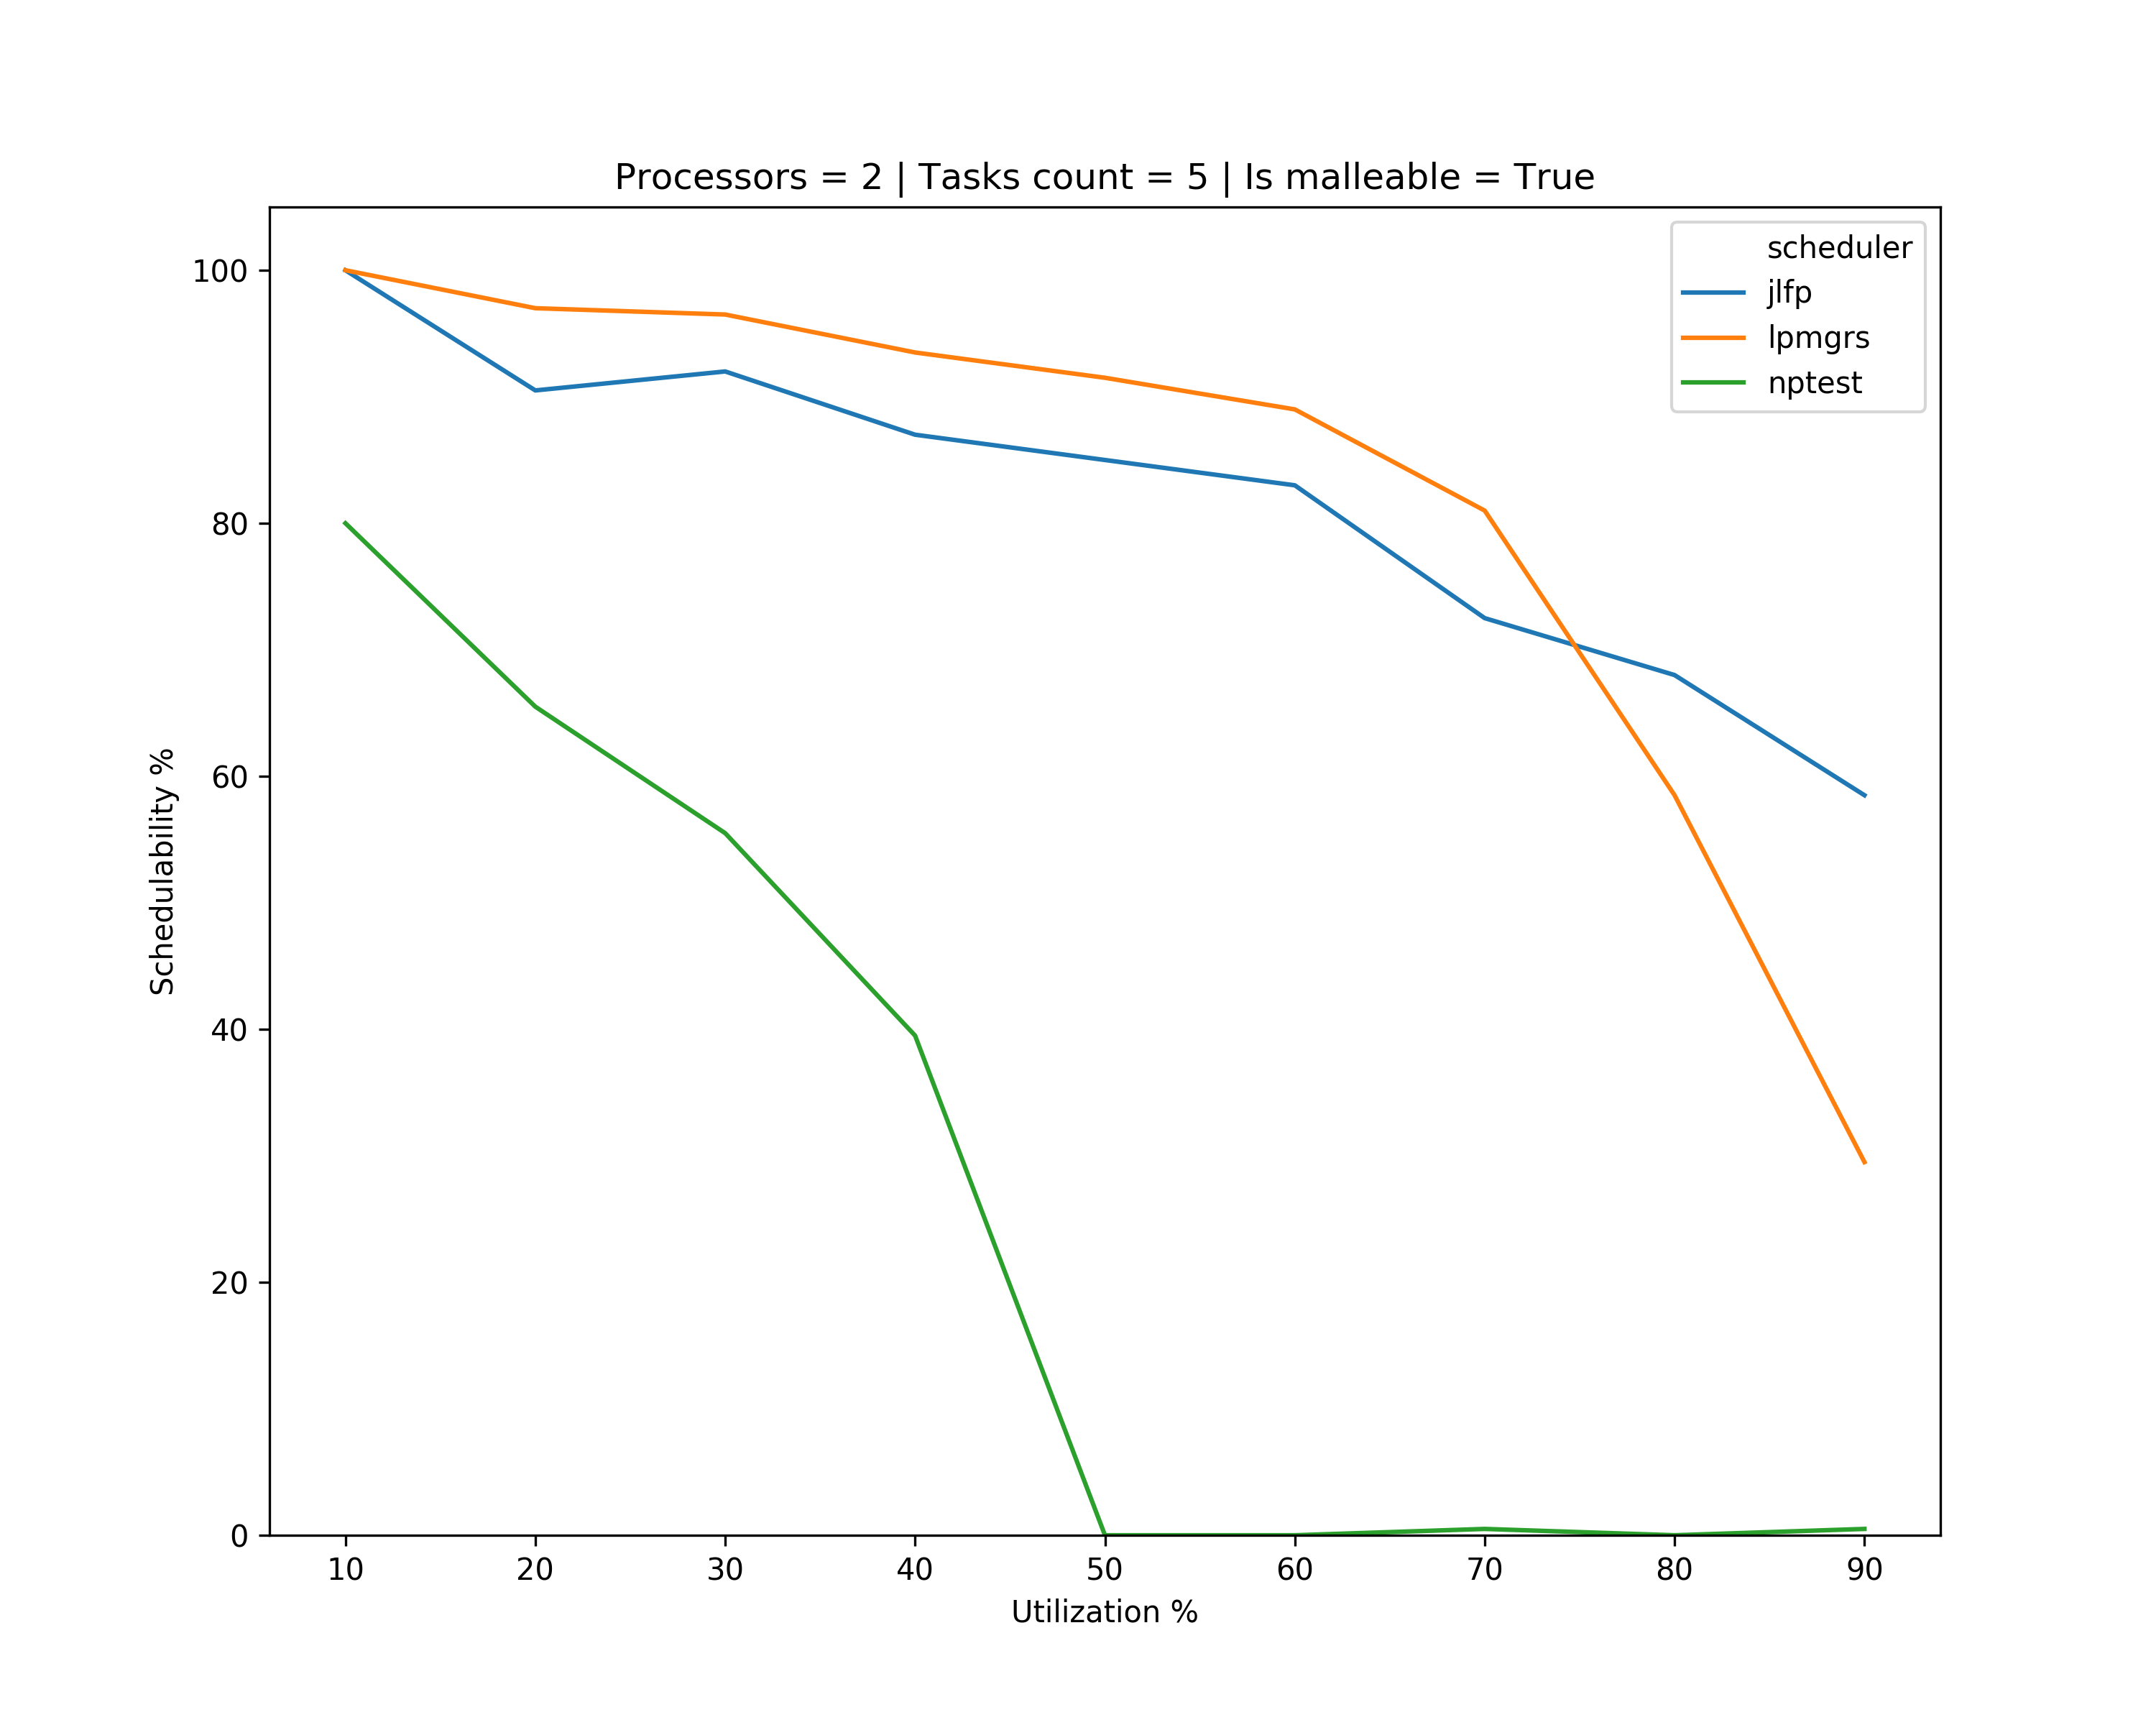 Processors = 2 | Tasks count = 5 | Is malleable = True
scheduler
jlfp
lpmgrs
nptest
Schedulability %
100
80
60
40
20
0
10 20 30 40 50 60 70 80 90
Utilization %